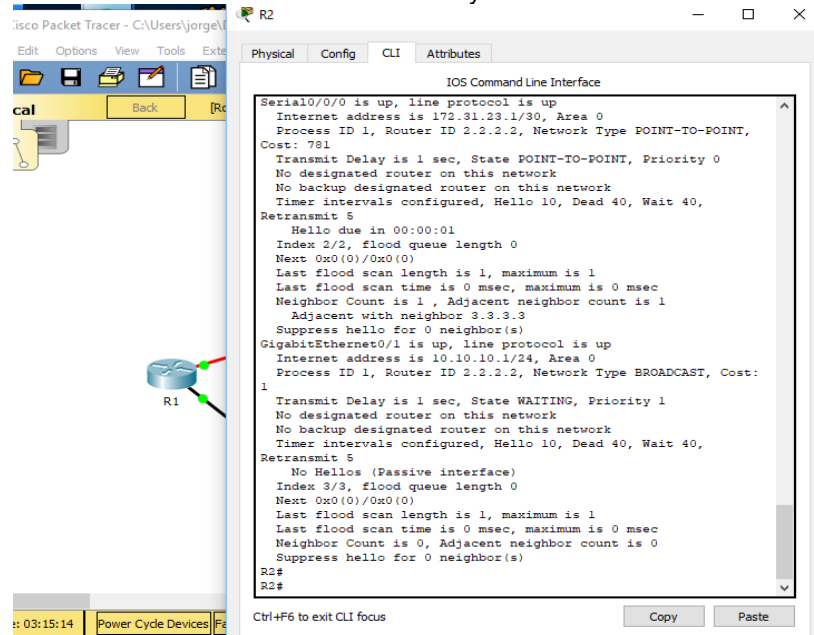 R2
Cisco Packet Tracer - C:\Users\jorge\
Edit Options View Tools Exte
Physical Config CLI Attributes
IOS Command Line Interface
cal Back [Ro
Serial0/0/0 is up, line protocol is up
Internet address is 172.31.23.1/30, Area 0
Process ID 1, Router ID 2.2.2.2, Network Type POINT-TO-POINT,
Cost: 781
Transmit Delay is 1 sec, State POINT-TO-POINT, Priority 0
No designated router on this network
No backup designated router on this network
Timer intervals configured, Hello 10, Dead 40, Wait 40,
Retransmit 5
Hello due in 00:00:01
Index 2/2, flood queue length 0
Next 0x0(0)/0x0(0)
Last flood scan length is 1, maximum is 1
Last flood scan time is 0 msec, maximum is 0 msec
Neighbor Count is 1 , Adjacent neighbor count is 1
Adjacent with neighbor 3.3.3.3
Suppress hello for 0 neighbor(s)
GigabitEthernet0/1 is up, line protocol is up
Internet address is 10.10.10.1/24, Area 0
Process ID 1, Router ID 2.2.2.2, Network Type BROADCAST, Cost:
1
Transmit Delay is 1 sec, State WAITING, Priority 1
No designated router on this network
No backup designated router on this network
Timer intervals configured, Hello 10, Dead 40, Wait 40,
Retransmit 5
No Hellos (Passive interface)
Index 3/3, flood queue length 0
Next 0x0(0)/0x0(0)
Last flood scan length is 1, maximum is 1
Last flood scan time is 0 msec, maximum is 0 msec
Neighbor Count is 0, Adjacent neighbor count is 0
Suppress hello for 0 neighbor(s)
R2#
R2#
R1
Ctrl+F6 to exit CLI focus Copy Paste
e: 03:15:14 Power Cycle Devices Fa